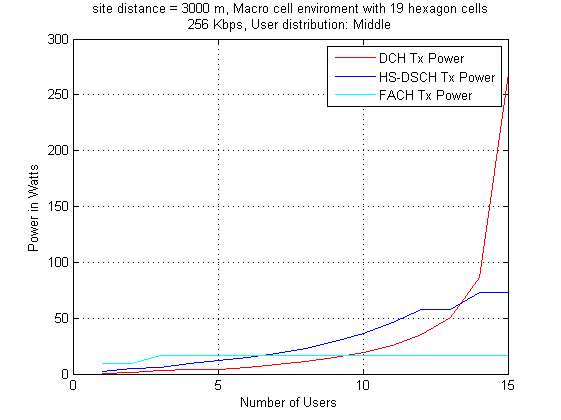 site distance = 3000 m, Macro cell enviroment with 19 hexagon cells
256 Kbps, User distribution: Middle
300
250
200
150
100
50
0
Power in Watts
DCH Tx Power
HS-DSCH Tx Power
FACH Tx Power
0 5 10 15
Number of Users